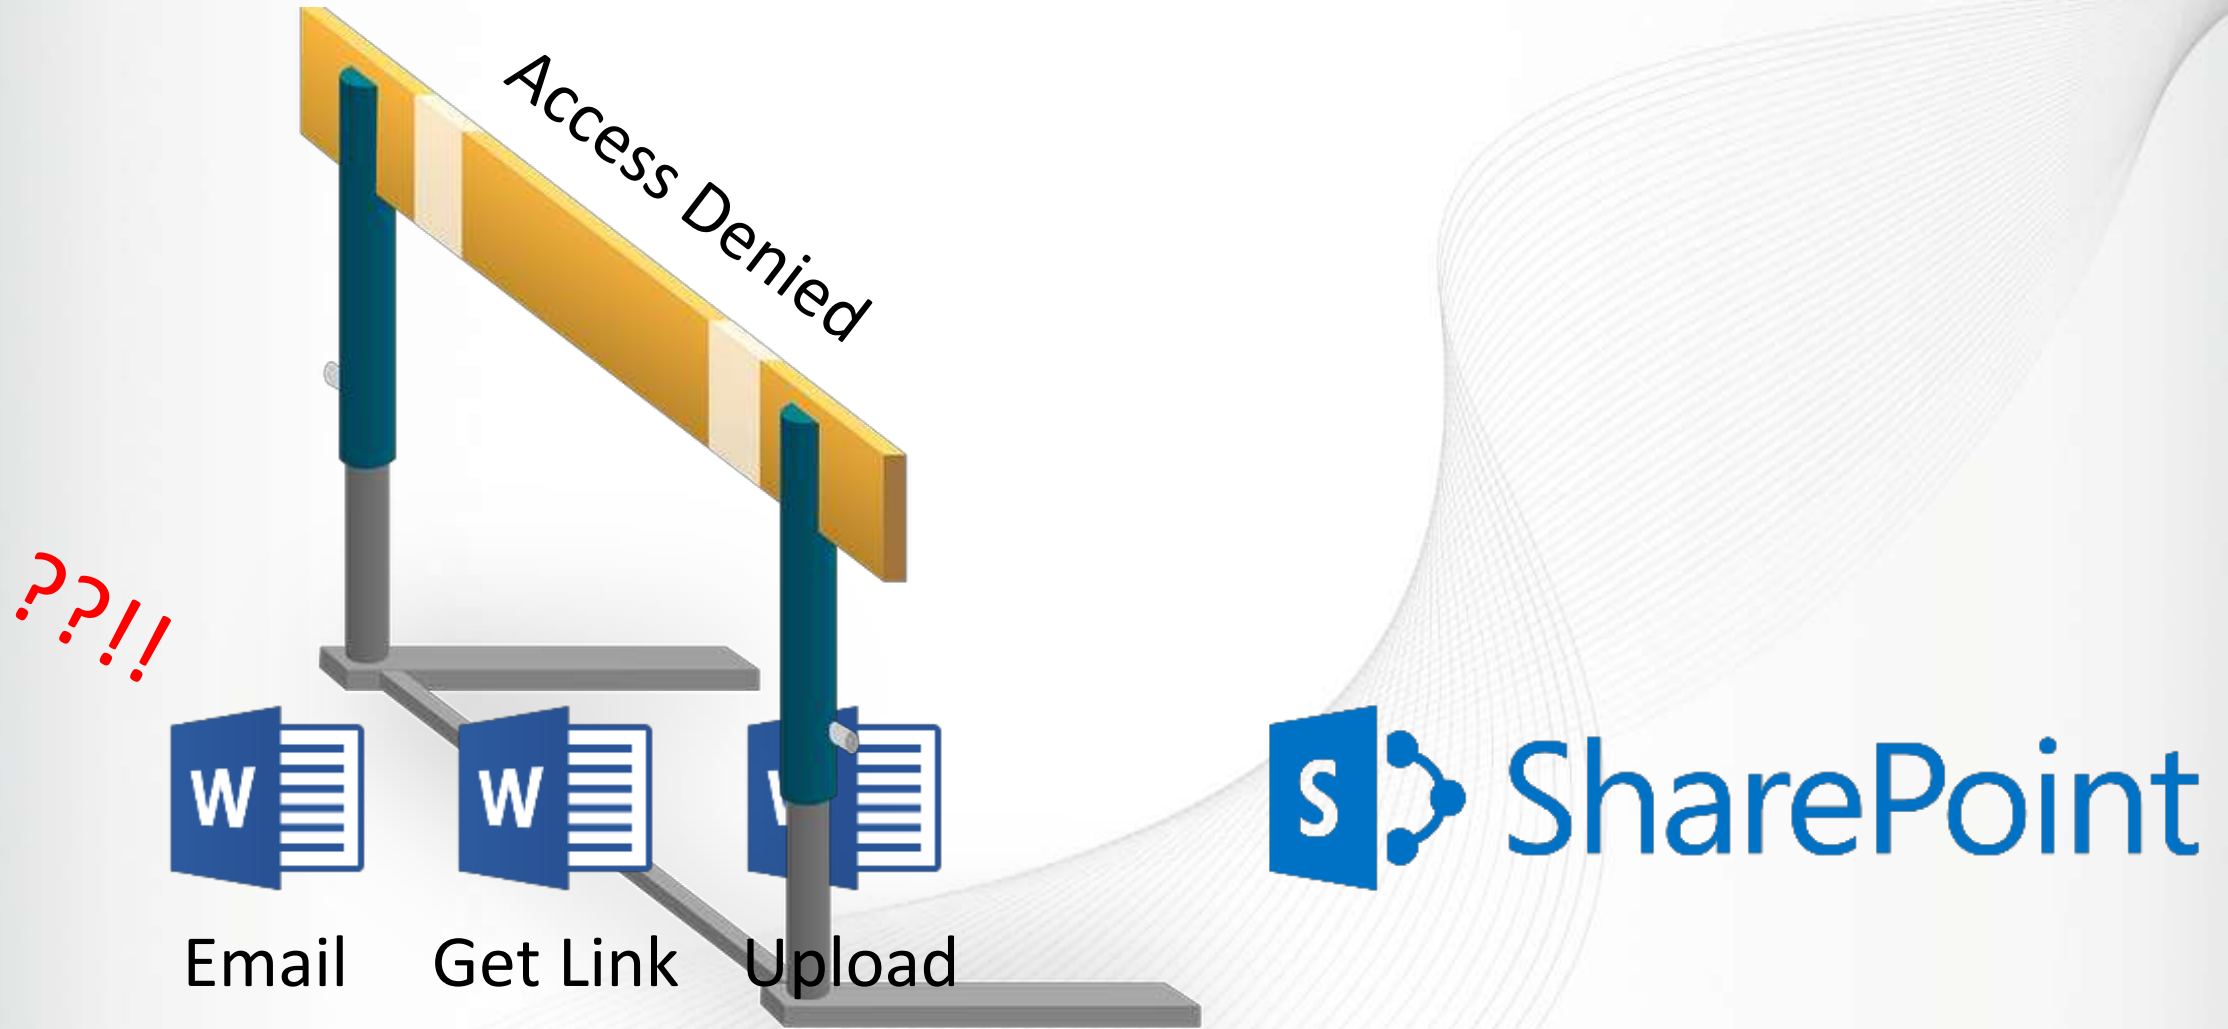 Access Denied
??!!
W
W
W
S
SharePoint
Email
Get Link
Upload